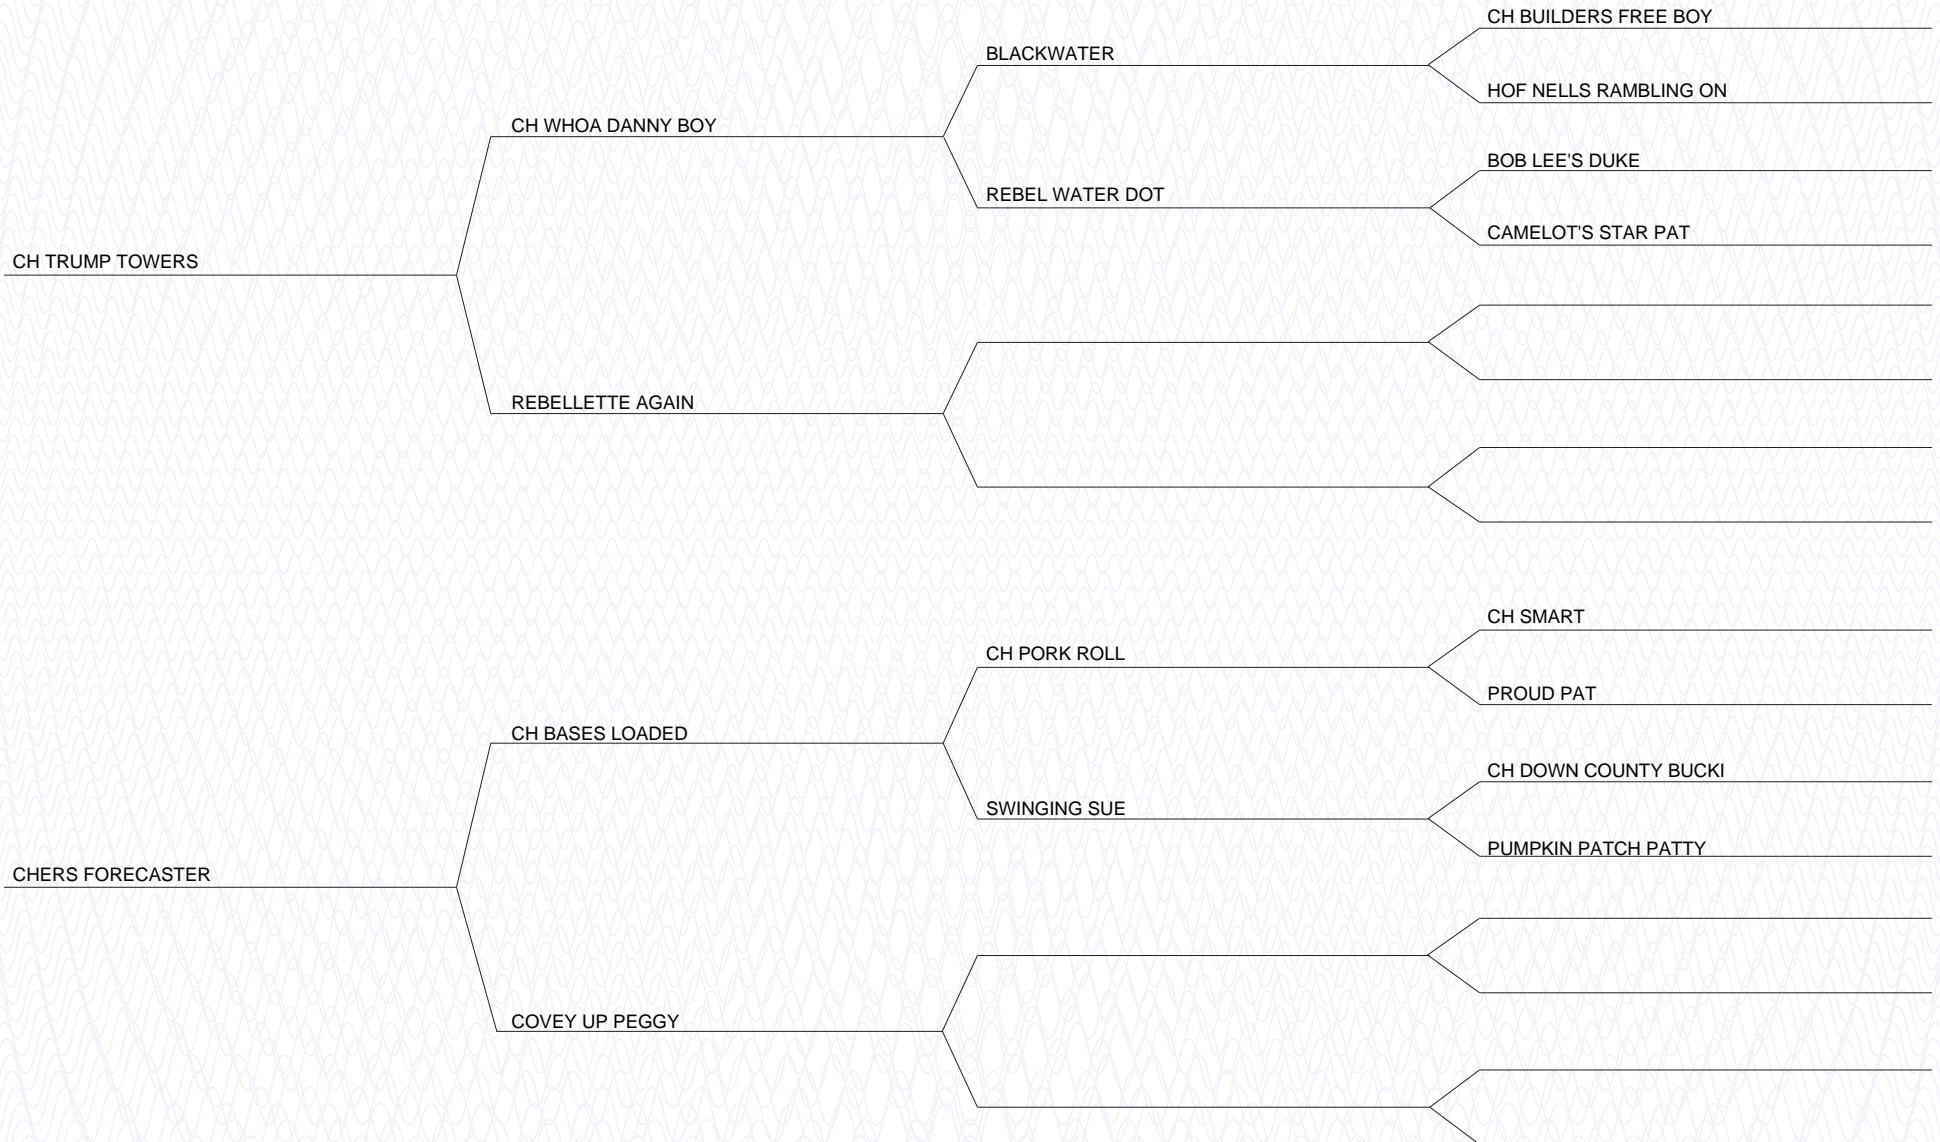 CH BUILDERS FREE BOY
BLACKWATER
HOF NELLS RAMBLING ON
CH WHOA DANNY BOY
BOB LEE'S DUKE
REBEL WATER DOT
CAMELOT'S STAR PAT
CH TRUMP TOWERS
REBELLETTE AGAIN
CH SMART
CH PORK ROLL
PROUD PAT
CH BASES LOADED
CH DOWN COUNTY BUCKI
SWINGING SUE
PUMPKIN PATCH PATTY
CHERS FORECASTER
COVEY UP PEGGY